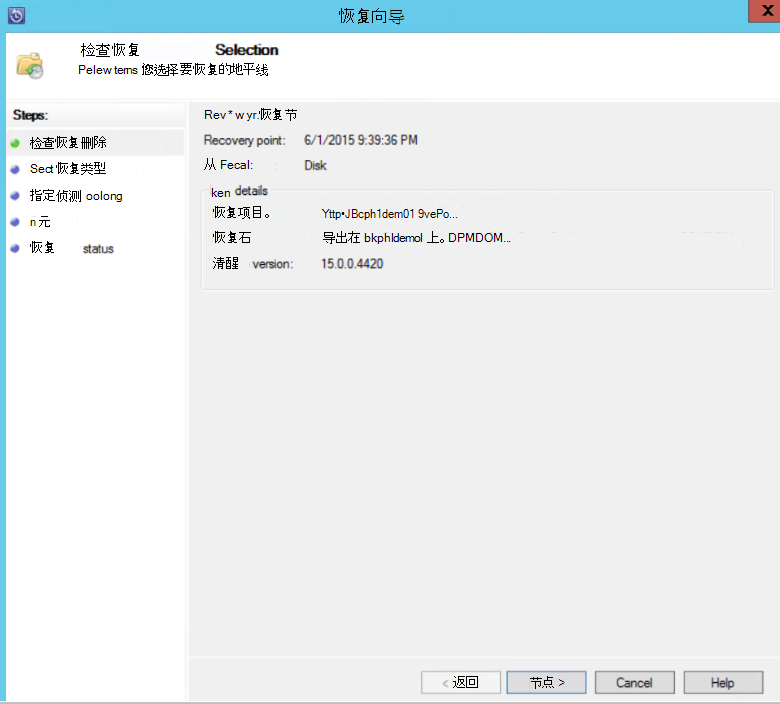 恢复向导
检查恢复 Selection
Pelew tems 您选择要恢复的地平线
Steps:
检查恢复删除
Sect 恢复类型
指定侦测 oolong
n 元
恢复 status
Rev * w yr.恢复节
Recovery point: 6/1/2015 9:39:36 PM
从 Fecal: Disk
ken details
恢复项目。 Yttp•JBcph1dem01 9vePo...
恢复石 导出在 bkphldemol 上。DPMDOM...
清醒 version: 15.0.0.4420
< 返回 节点 > Cancel Help